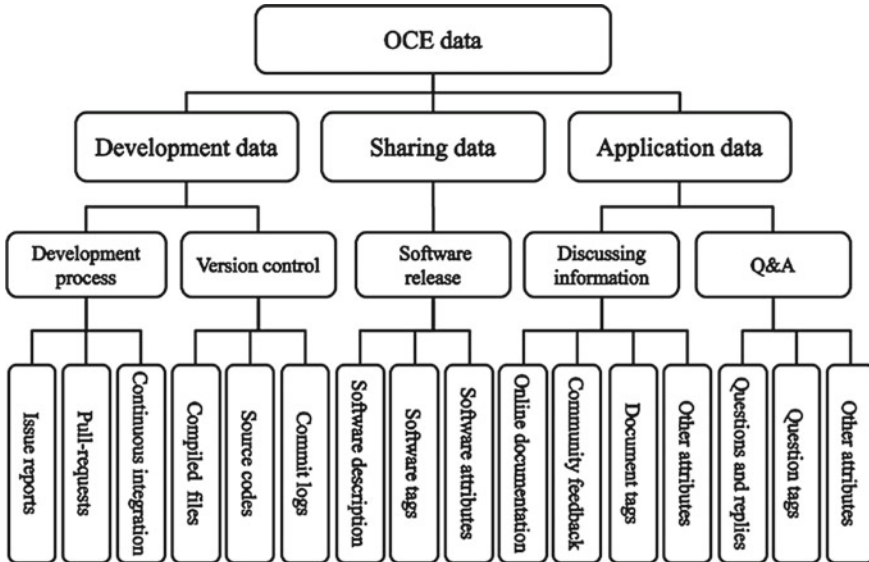 OCE data
Development data
Sharing data
Application data
Development
process
Version control
Software
release
Discussing
information
Q&A
Issue reports
Pull-requests
Continuous integration
Compiled files
Source codes
Commit logs
Software description
Software tags
Software attributes
Online documentation
Community feedback
Document tags
Other attributes
Questions and replies
Question tags
Other attributes